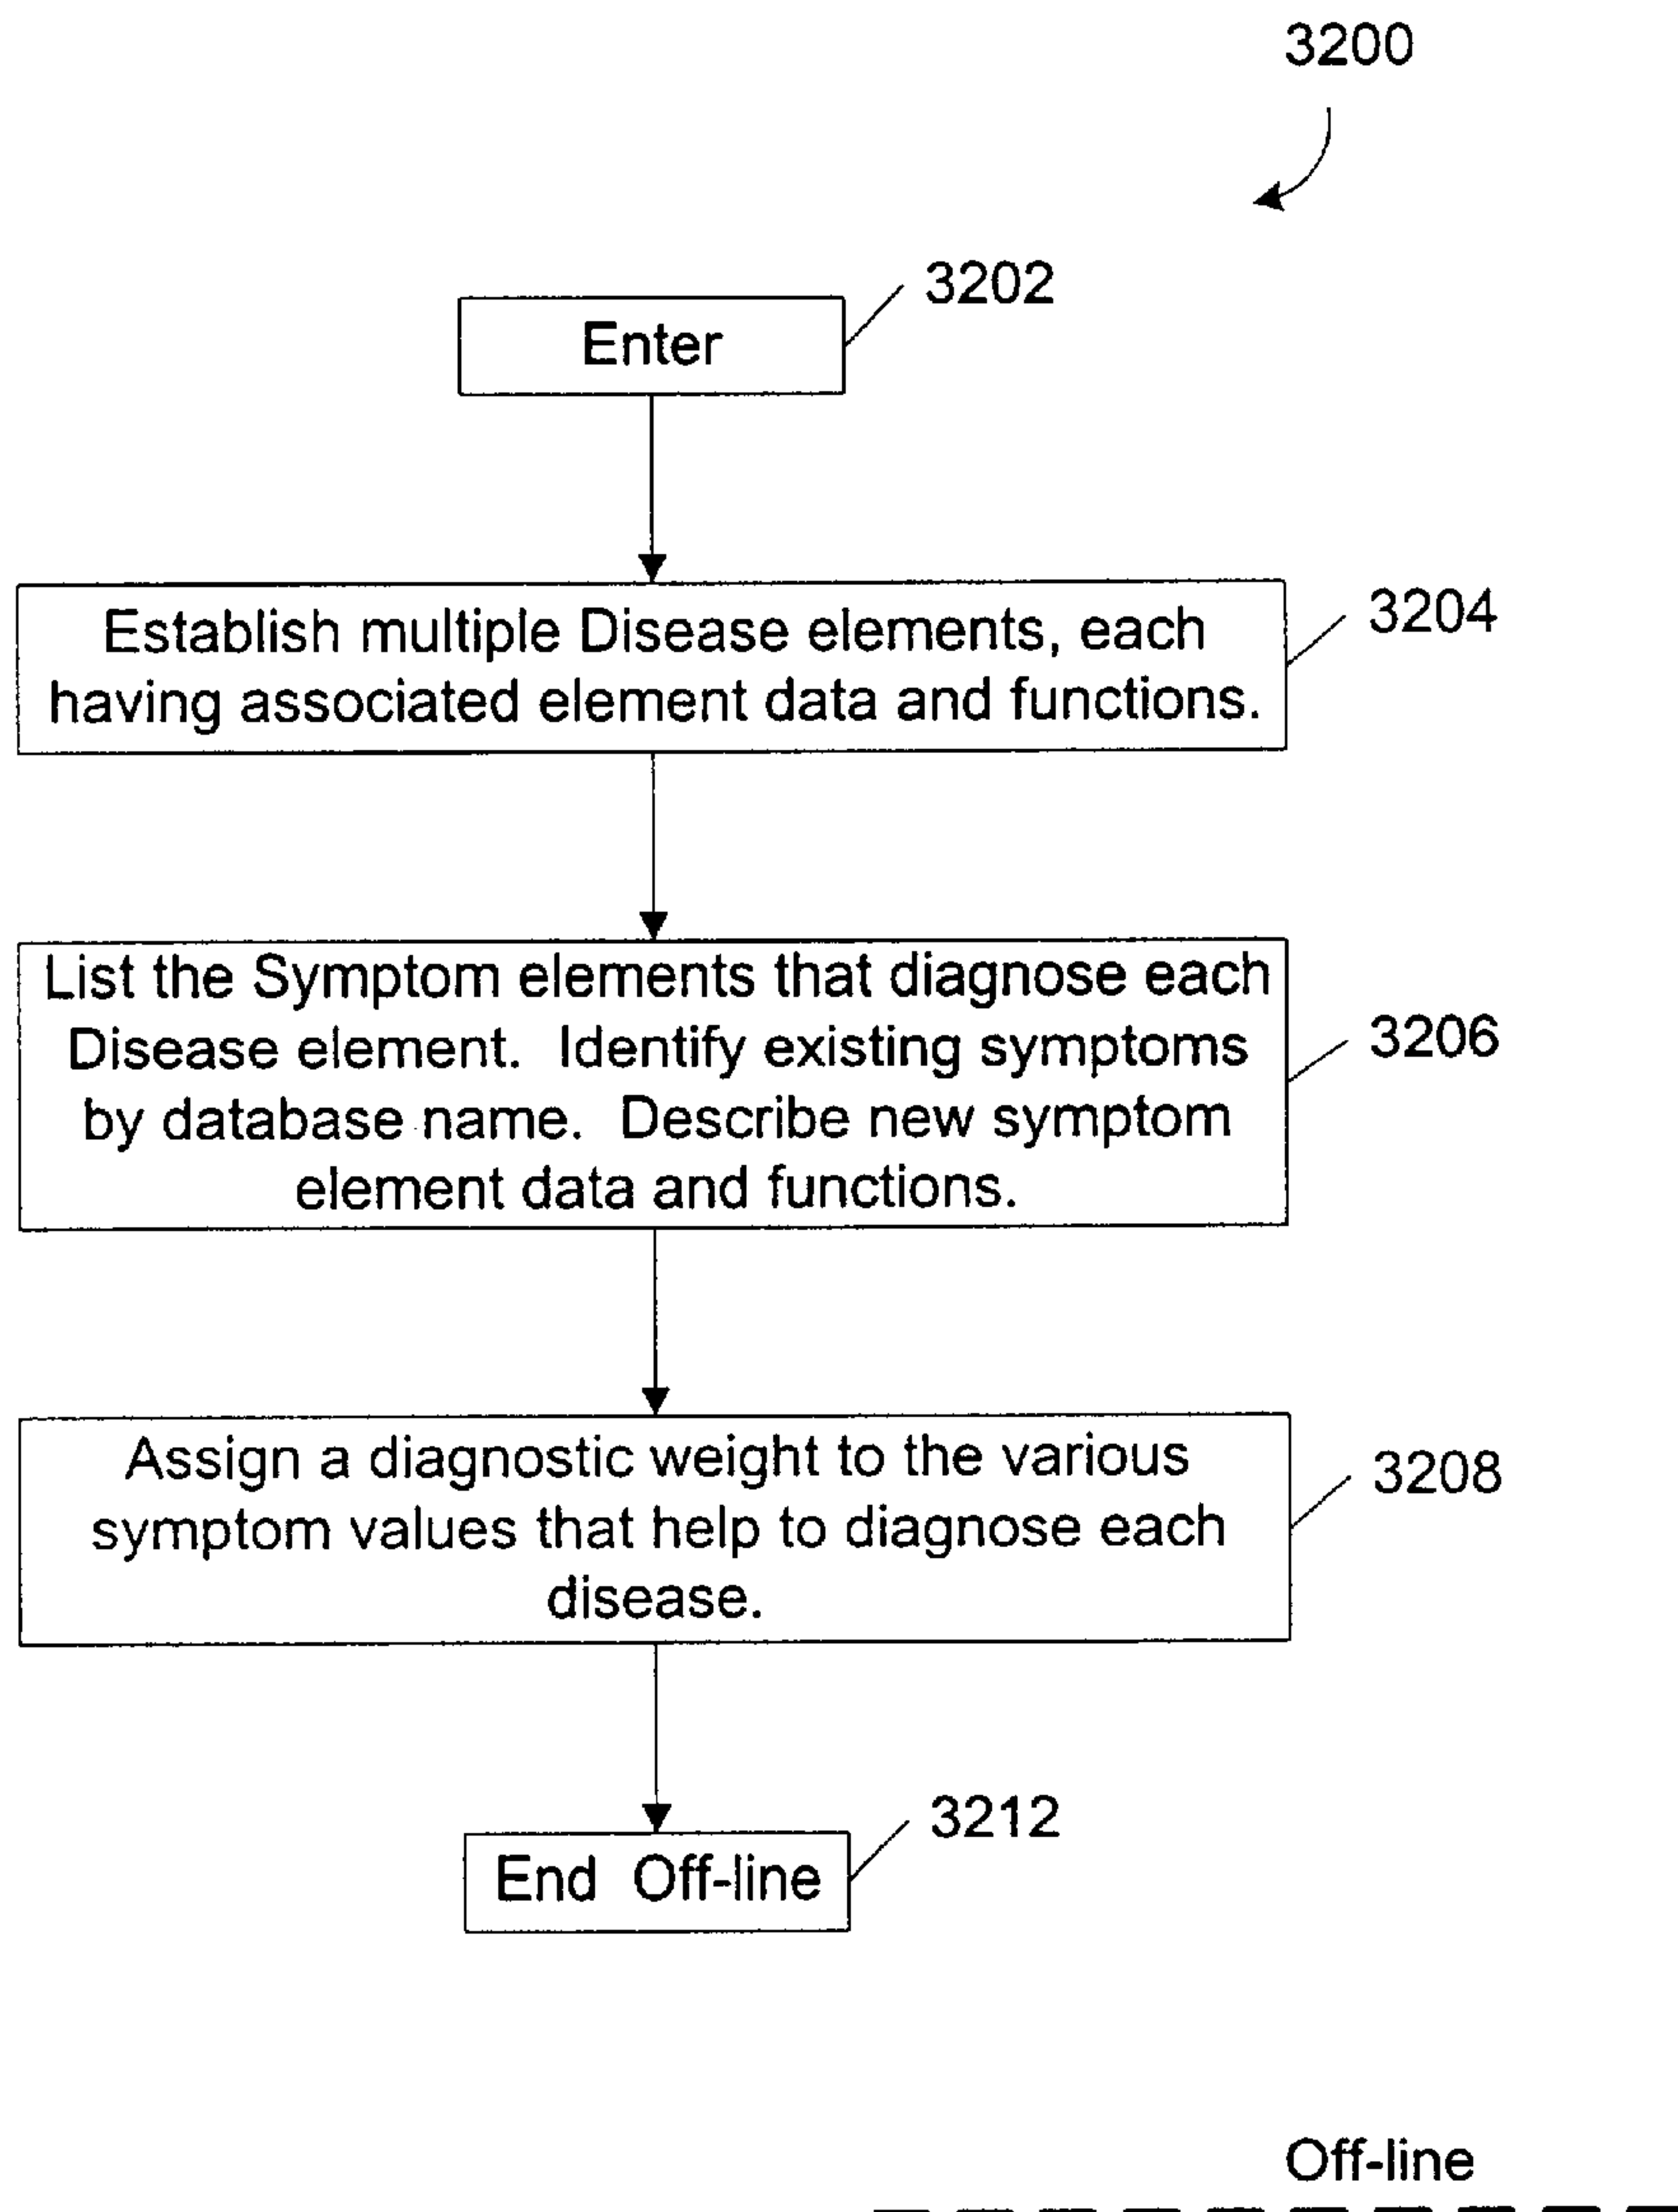 3200
3202
Enter
3204
Establish multiple Disease elements, each
having associated element data and functions.
List the Symptom elements that diagnose each
Disease element. Identify existing symptoms
by database name. Describe new symptom
element data and functions.
3206
Assign a diagnostic weight to the various
symptom values that help to diagnose each
disease.
3208
3212
End Off-line
Off-line